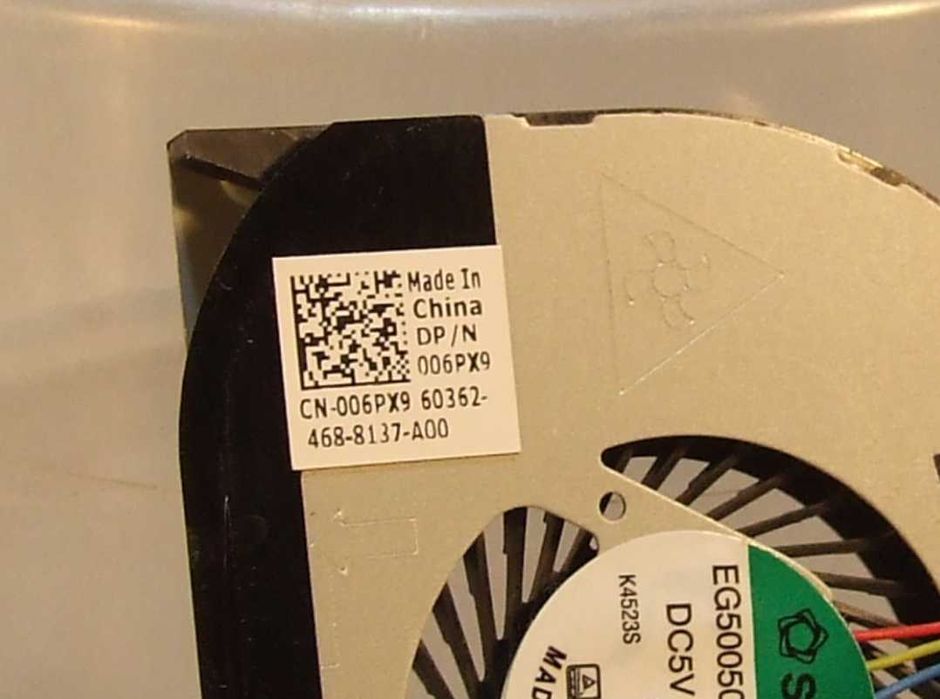 Made In
China
DP/N
006PX9
CN-006PX9 60362-
468-8137-A00
K4523S
DC5V